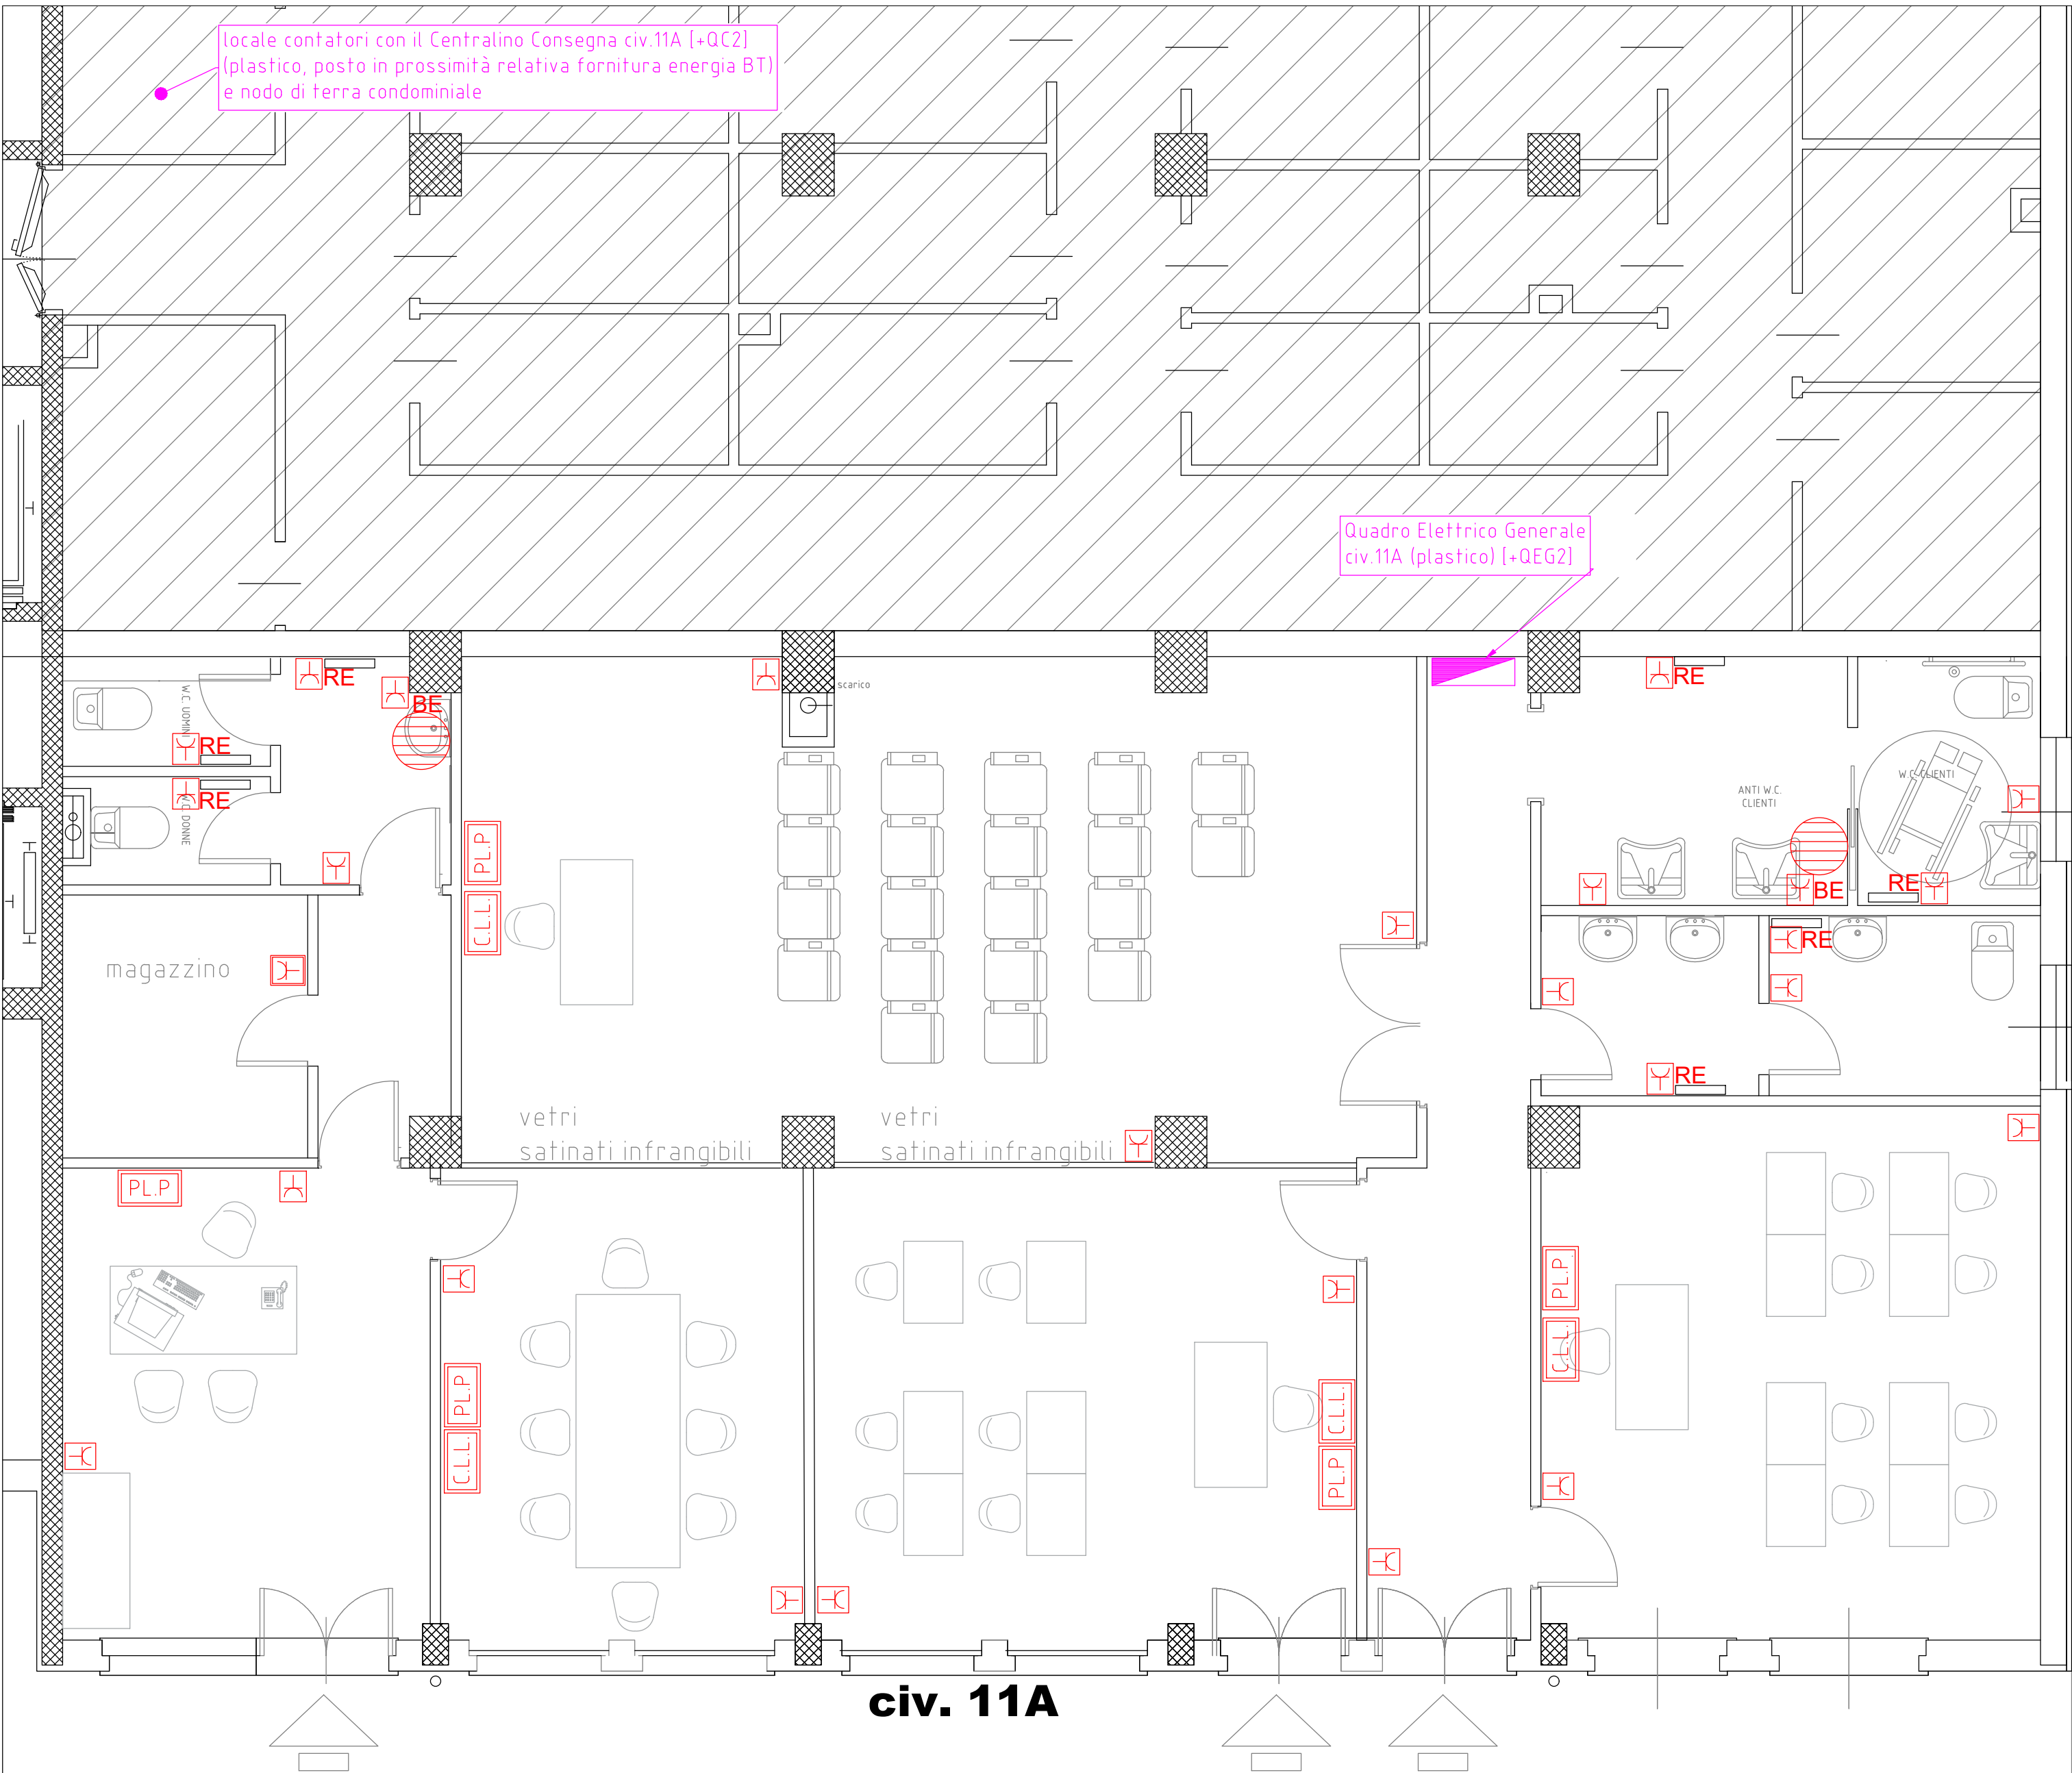 locale contatori con il Centralino Consegna civ.11A [+QC2]
(plastico, posto in prossimità relativa fornitura energia BT)
e nodo di terra condominiale
Quadro Elettrico Generale
civ.11A (plastico) [+QEG2]
RE
BE
W.C. UOMINI
RE
RE
W.C. DONNE
scarico
RE
ANTI W.C.
CLIENTI
W.C. CLIENTI
BE
RE
PL.P
C.L.L.
magazzino
RE
RE
vetri
satinati infrangibili
vetri
satinati infrangibili
PL.P
PL.P
C.L.L.
C.L.L.
PL.P
PL.P
C.L.L.
civ. 11A